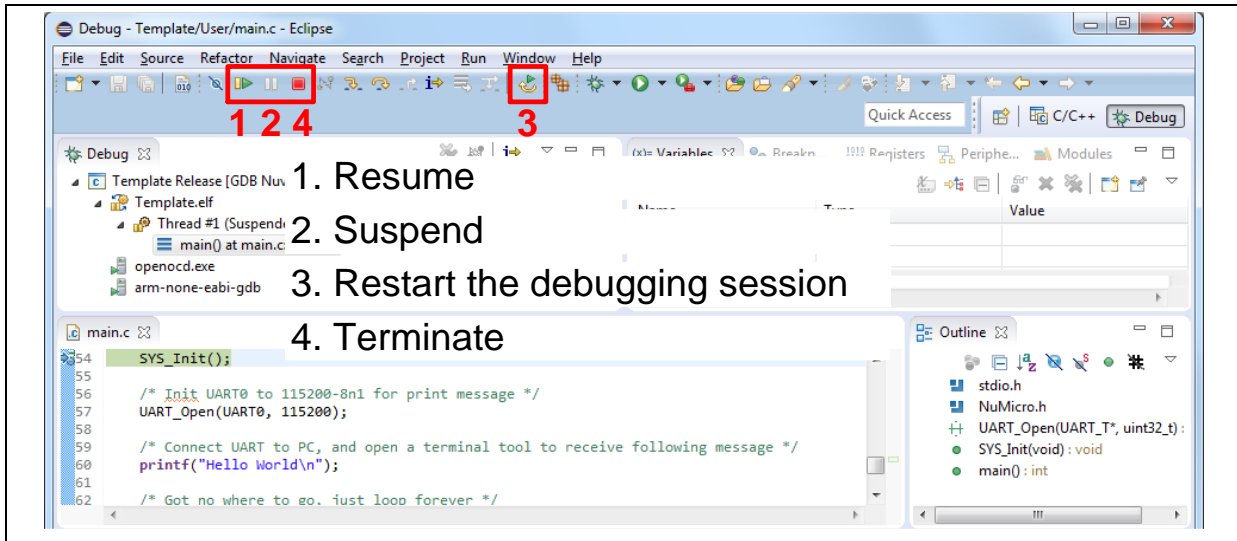 Debug - Template/User/main.c - Eclipse
File Edit Source Refactor Navigate Search Project Run Window Help
1 2 4 3
Quick Access C/C++ Debug
Debug
(x)= Variables Breakp 1010 Registers Periphe... Modules
Template Release [GDB Nuv
1. Resume
Template.elf
Name Type Value
Thread #1 (Suspende
2. Suspend
main() at main.c:
openocd.exe
3. Restart the debugging session
arm-none-eabi-gdb
4. Terminate
main.c
Outline
54 SYS_Init();
55
56 /* Init UART0 to 115200-8n1 for print message */
57 UART_Open(UART0, 115200);
58
59 /* Connect UART to PC, and open a terminal tool to receive following message */
60 printf("Hello World\n");
61
62 /* Got no where to go, just loop forever */
stdio.h
NuMicro.h
UART_Open(UART_T*, uint32_t) :
SYS_Init(void) : void
main() : int